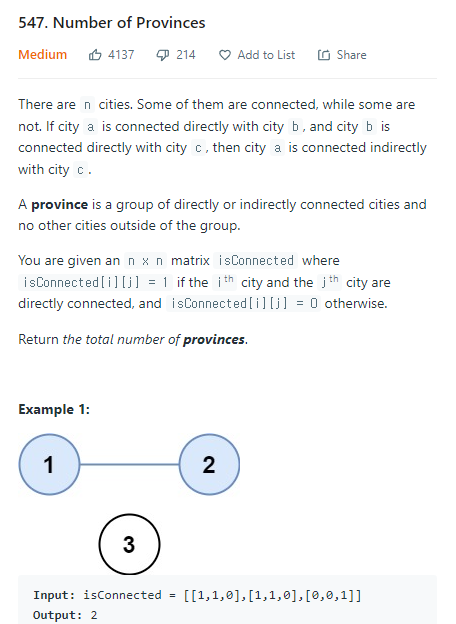 547. Number of Provinces
Medium 4137 214 Add to List Share
There are n cities. Some of them are connected, while some are
not. If city a is connected directly with city b, and city b is
connected directly with city c, then city a is connected indirectly
with city c.
A province is a group of directly or indirectly connected cities and
no other cities outside of the group.
You are given an n x n matrix isConnected where
isConnected[i][j] = 1 if the ith city and the jth city are
directly connected, and isConnected[i][j] = 0 otherwise.
Return the total number of provinces.
Example 1:
1 2
3
Input: isConnected = [[1,1,0],[1,1,0],[0,0,1]]
Output: 2